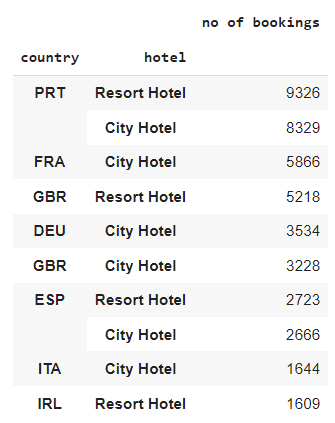 no of bookings
country hotel
PRT Resort Hotel 9326
City Hotel 8329
FRA City Hotel 5866
GBR Resort Hotel 5218
DEU City Hotel 3534
GBR City Hotel 3228
ESP Resort Hotel 2723
City Hotel 2666
ITA City Hotel 1644
IRL Resort Hotel 1609